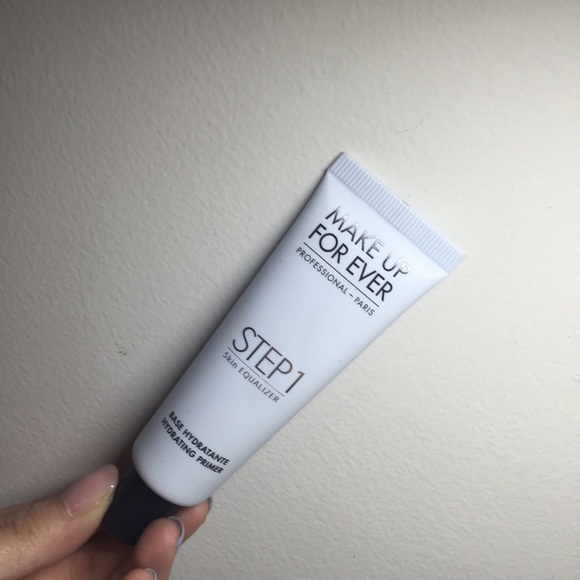 MAKE UP
FOR EVER
PROFESSIONAL – PARIS
STEP 1
Skin EQUALIZER
BASE HYDRATANTE
HYDRATING PRIMER